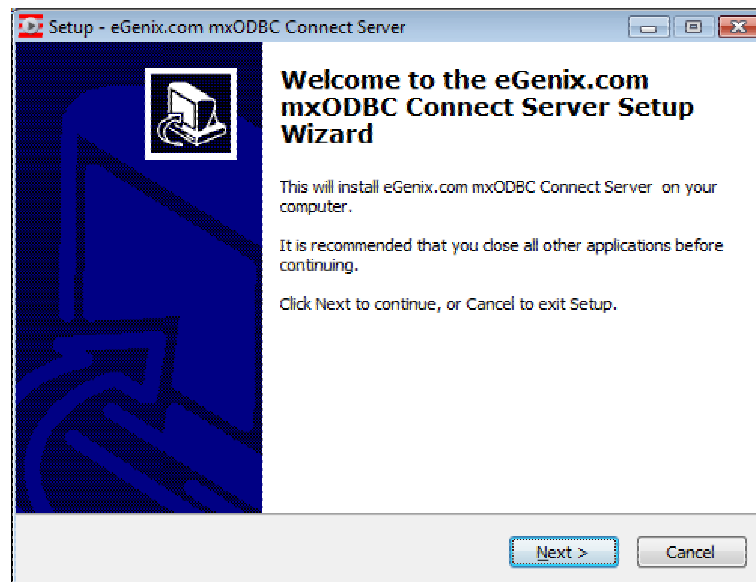 Setup - eGenix.com mxODBC Connect Server
Welcome to the eGenix.com
mxODBC Connect Server Setup
Wizard
This will install eGenix.com mxODBC Connect Server on your
computer.
It is recommended that you close all other applications before
continuing.
Click Next to continue, or Cancel to exit Setup.
Next >
Cancel